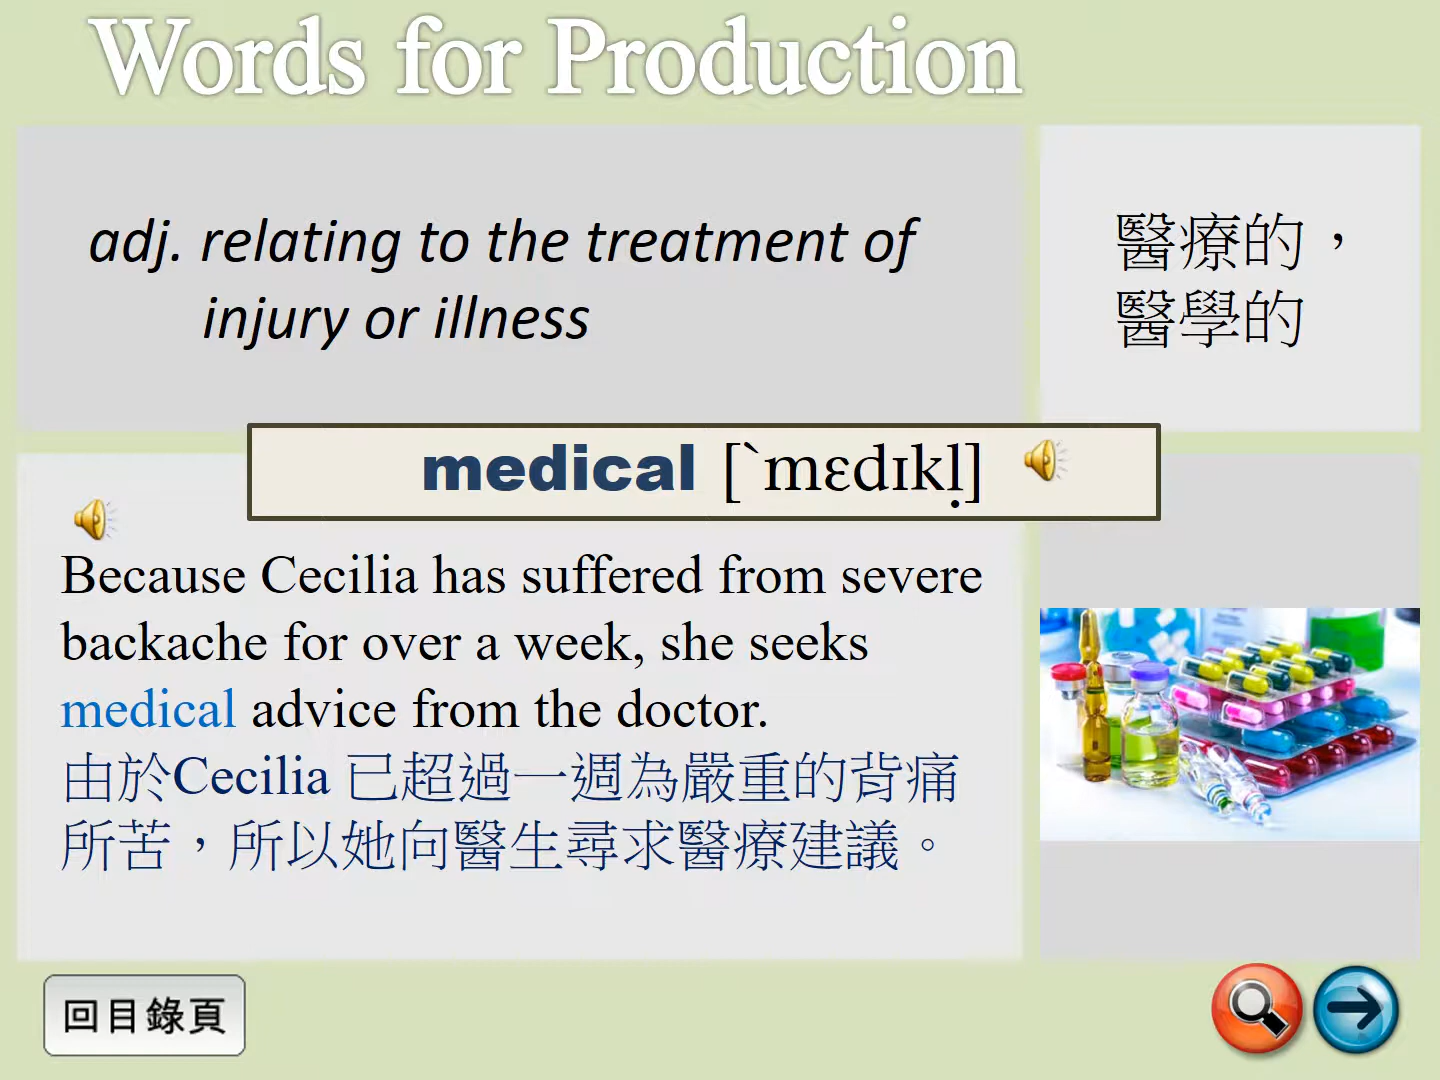 Words for Production
adj. relating to the treatment of
injury or illness
醫療的，
醫學的
medical [ˋmɛdɪkḷ]
Because Cecilia has suffered from severe
backache for over a week, she seeks
medical advice from the doctor.
由於Cecilia 已超過一週為嚴重的背痛
所苦，所以她向醫生尋求醫療建議。
回目錄頁